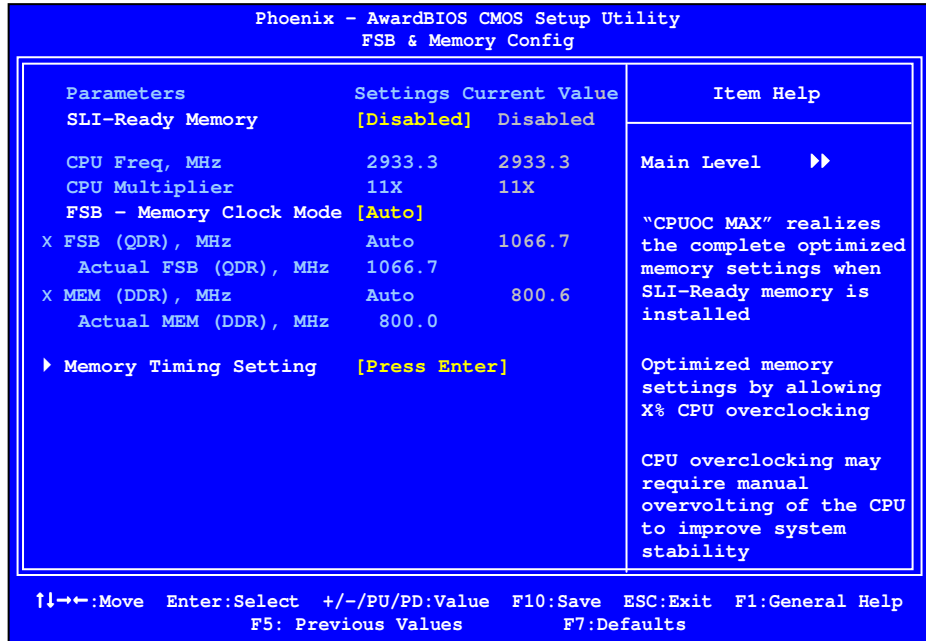 Phoenix - AwardBIOS CMOS Setup Utility
FSB & Memory Config
Parameters Settings Current Value
SLI-Ready Memory [Disabled] Disabled
CPU Freq, MHz 2933.3 2933.3
CPU Multiplier 11X 11X
FSB - Memory Clock Mode [Auto]
X FSB (QDR), MHz Auto 1066.7
Actual FSB (QDR), MHz 1066.7
X MEM (DDR), MHz Auto 800.6
Actual MEM (DDR), MHz 800.0
Memory Timing Setting [Press Enter]
Item Help
Main Level
“CPUOC MAX” realizes
the complete optimized
memory settings when
SLI-Ready memory is
installed
Optimized memory
settings by allowing
X% CPU overclocking
CPU overclocking may
require manual
overvolting of the CPU
to improve system
stability
↑↓→←:Move Enter:Select +/-/PU/PD:Value F10:Save ESC:Exit F1:General Help
F5: Previous Values F7:Defaults